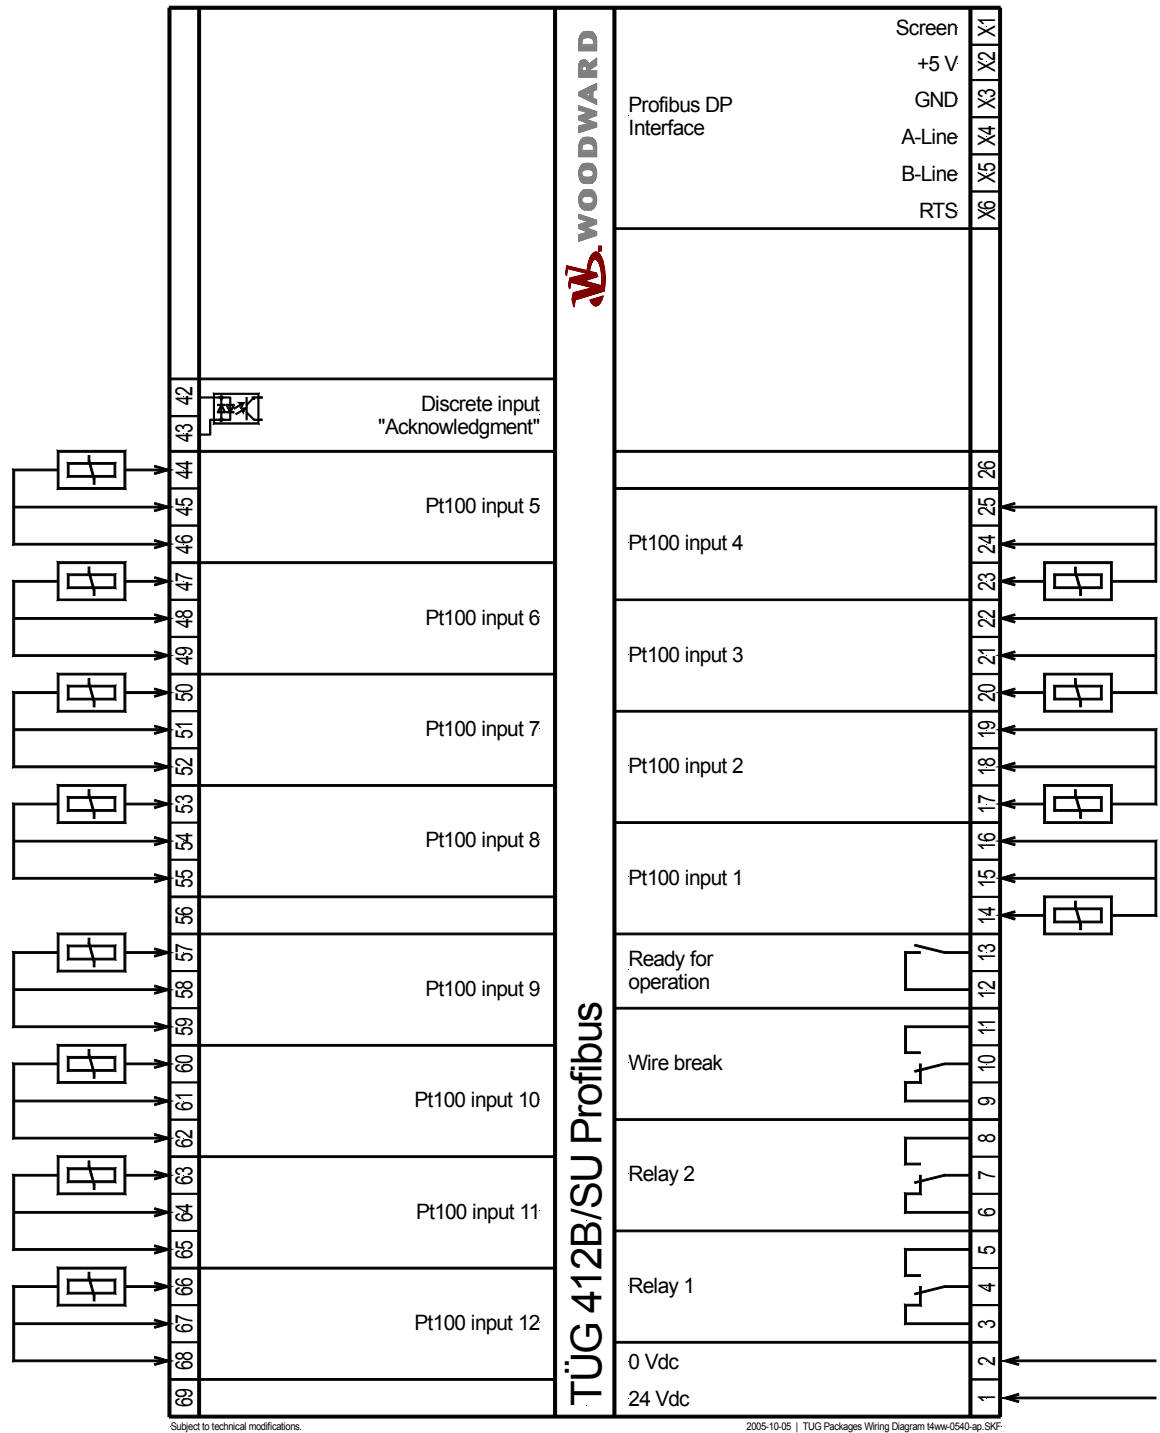 Screen
X1
+5 V
X2
Profibus DP
Interface
GND
X3
A-Line
X4
B-Line
X5
RTS
X6
WOODWARD
TÜG 412B/SU Profibus
42
43
Discrete input
"Acknowledgment"
44
45
46
Pt100 input 5
47
48
49
Pt100 input 6
50
51
52
Pt100 input 7
53
54
55
Pt100 input 8
56
57
58
59
Pt100 input 9
60
61
62
Pt100 input 10
63
64
65
Pt100 input 11
66
67
68
Pt100 input 12
69
26
25
24
23
Pt100 input 4
22
21
20
Pt100 input 3
19
18
17
Pt100 input 2
16
15
14
Pt100 input 1
13
12
Ready for
operation
11
10
9
Wire break
8
7
6
Relay 2
5
4
3
Relay 1
0 Vdc
2
24 Vdc
1
Subject to technical modifications.
2005-10-05 | TUG Packages Wiring Diagram t4ww-0540-ap.SKF